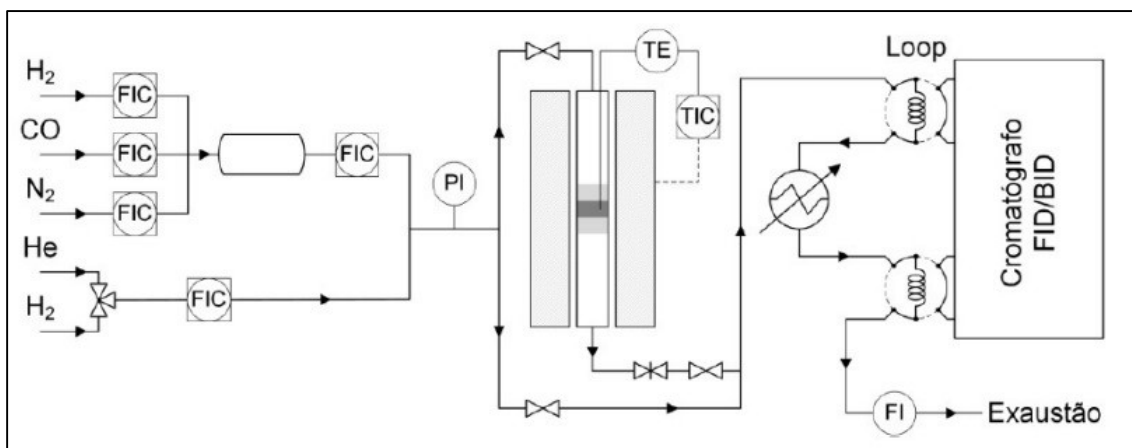 H2
FIC
CO
FIC
N2
FIC
FIC
He
H2
FIC
PI
TE
TIC
Loop
Cromatógrafo
FID/BID
FI
Exaustão